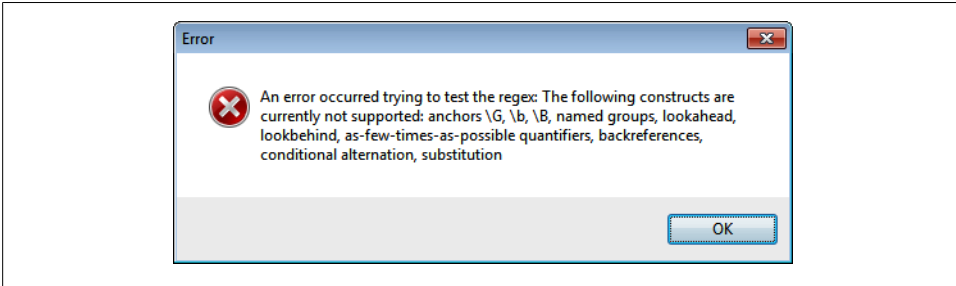 Error
An error occurred trying to test the regex: The following constructs are
currently not supported: anchors \G, \b, \B, named groups, lookahead,
lookbehind, as-few-times-as-possible quantifiers, backreferences,
conditional alternation, substitution
OK